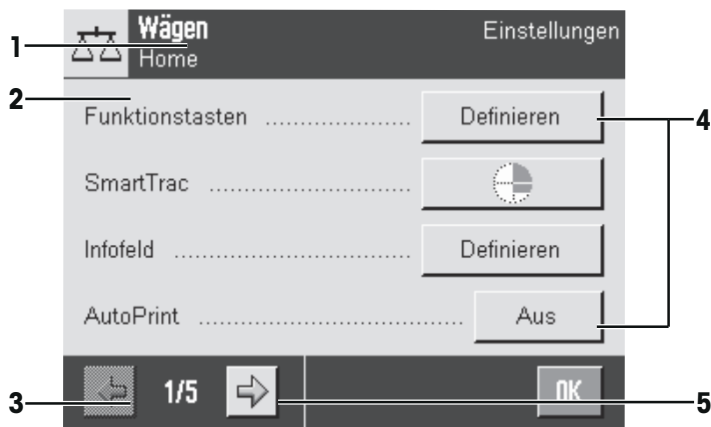 1
Wägen
Home
Einstellungen
2
Funktionstasten ..................... Definieren
4
SmartTrac .............................
Infofeld .................................. Definieren
AutoPrint ...................................... Aus
3
1/5
OK
5